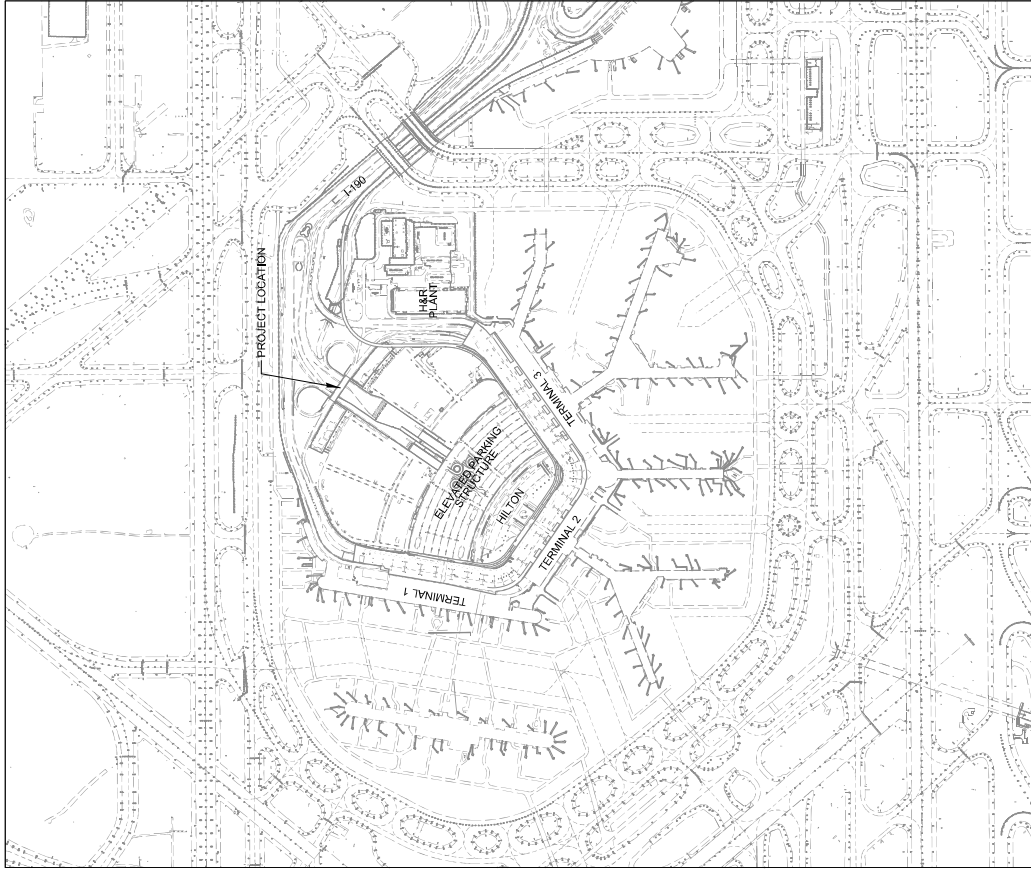 I-190
PROJECT LOCATION
H&R
PLANT
TERMINAL 3
ELEVATED PARKING
STRUCTURE
HILTON
TERMINAL 2
TERMINAL 1